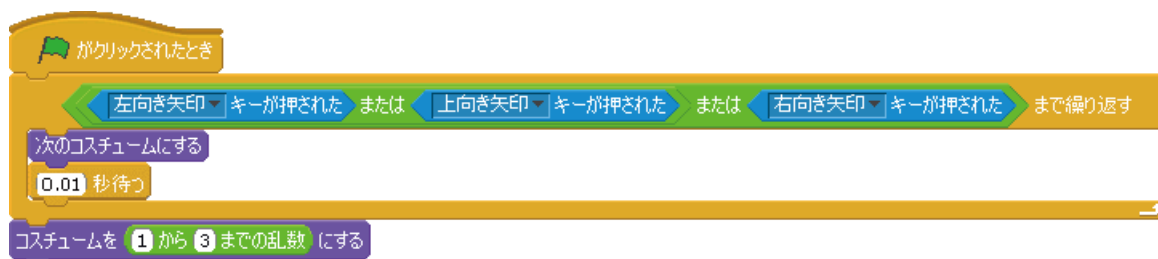 がクリックされたとき
左向き矢印 キーが押された または 上向き矢印 キーが押された または 右向き矢印 キーが押された まで繰り返す
次のコスチュームにする
0.01 秒待つ
コスチュームを 1 から 3 までの乱数 にする